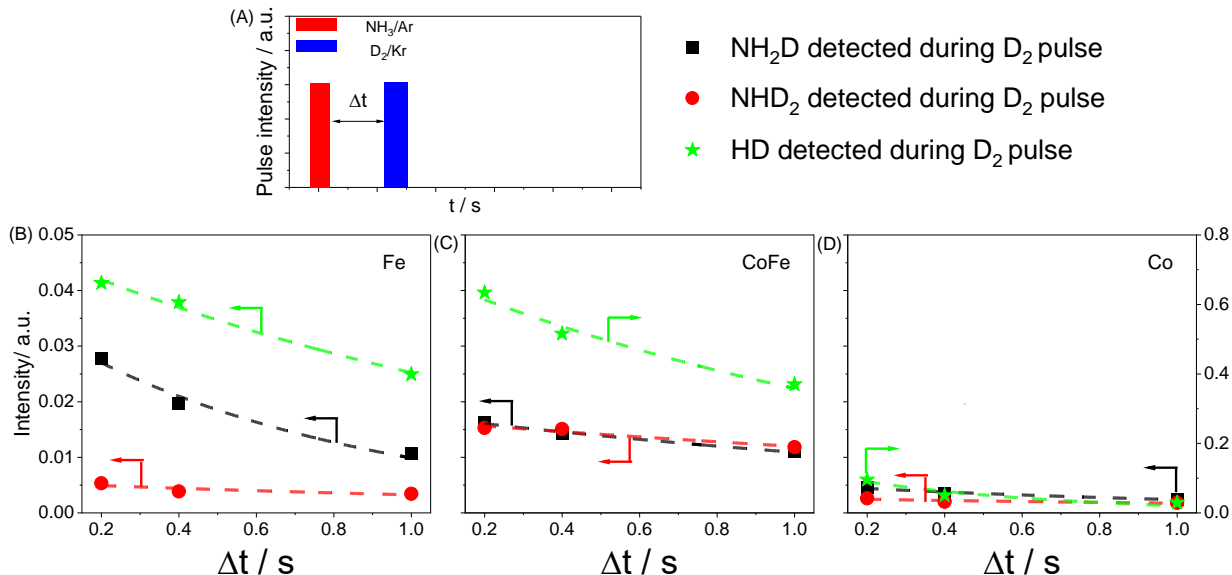 (A)
Pulse intensity / a.u.
NH₃/Ar
D₂/Kr
Δt
t / s
NH₂D detected during D₂ pulse
NHD₂ detected during D₂ pulse
HD detected during D₂ pulse
(B)
Fe
Intensity/ a.u.
0.05
0.04
0.03
0.02
0.01
0.00
0.2 0.4 0.6 0.8 1.0
Δt / s
(C)
CoFe
0.2 0.4 0.6 0.8 1.0
Δt / s
(D)
Co
0.8
0.6
0.4
0.2
0.0
0.2 0.4 0.6 0.8 1.0
Δt / s